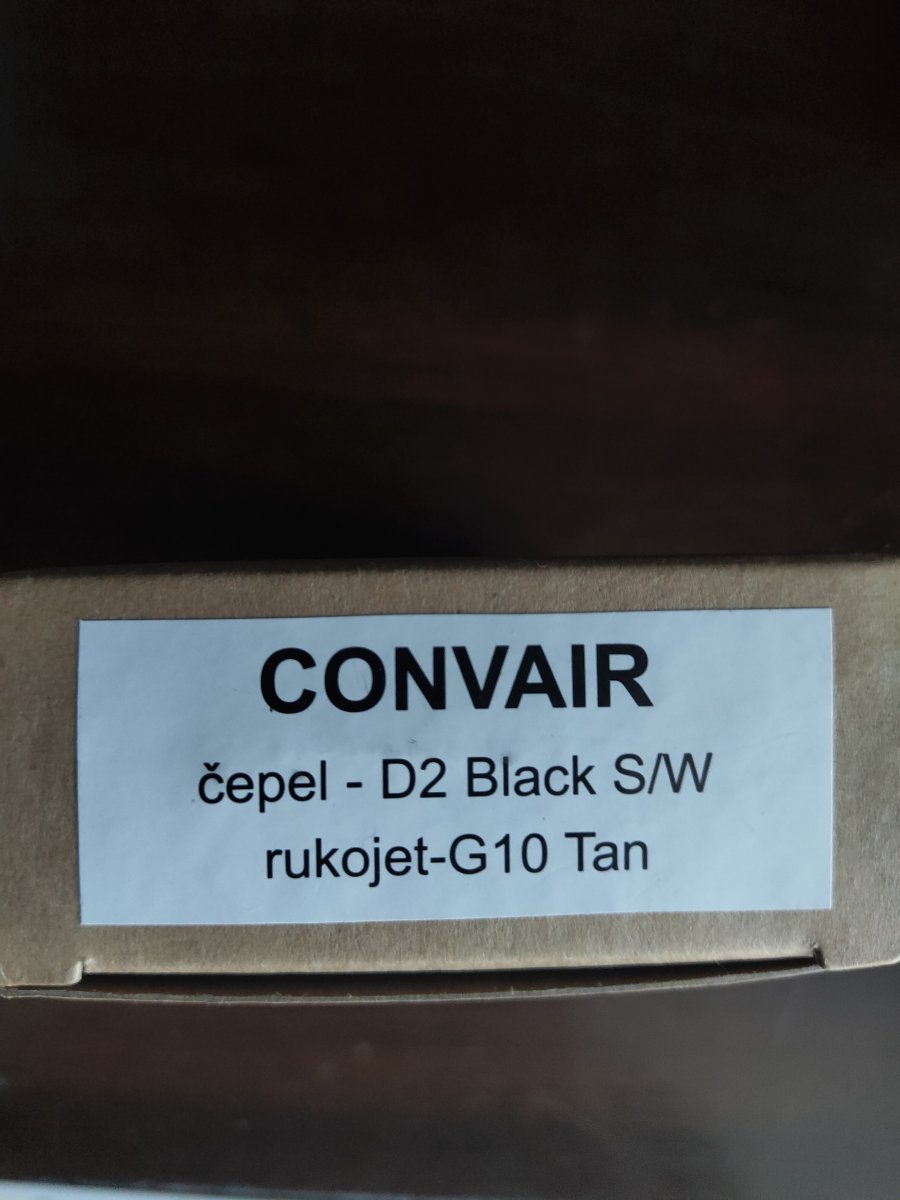 CONVAIR
čepel - D2 Black S/W
rukojet-G10 Tan